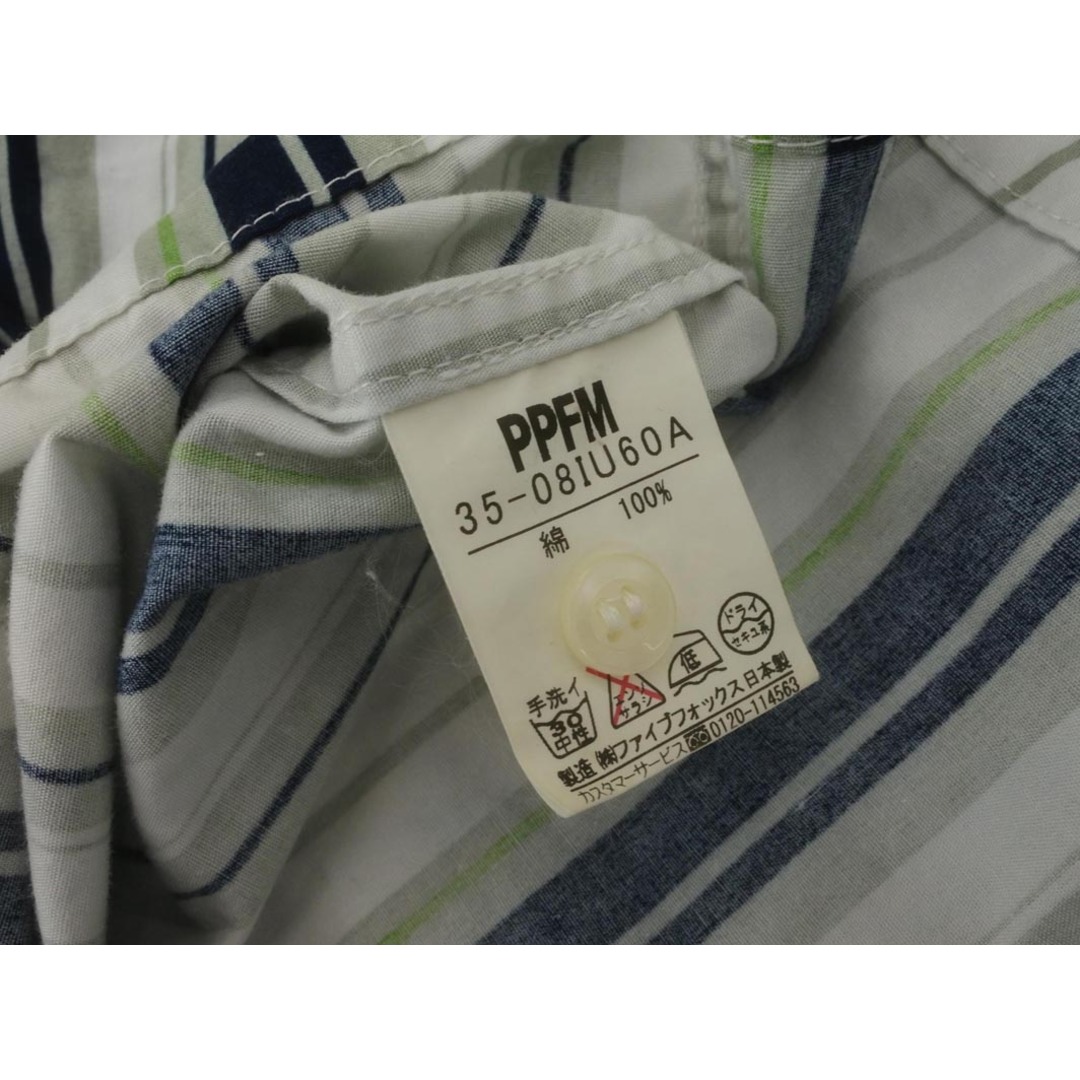 PPFM
35-08IU60A
綿 100%
手洗イ
30
中性
エンソ
サラシ
低
ドライ
セキユ系
製造 ㈱ファイブフォックス 日本製
カスタマーサービス 0120-114563